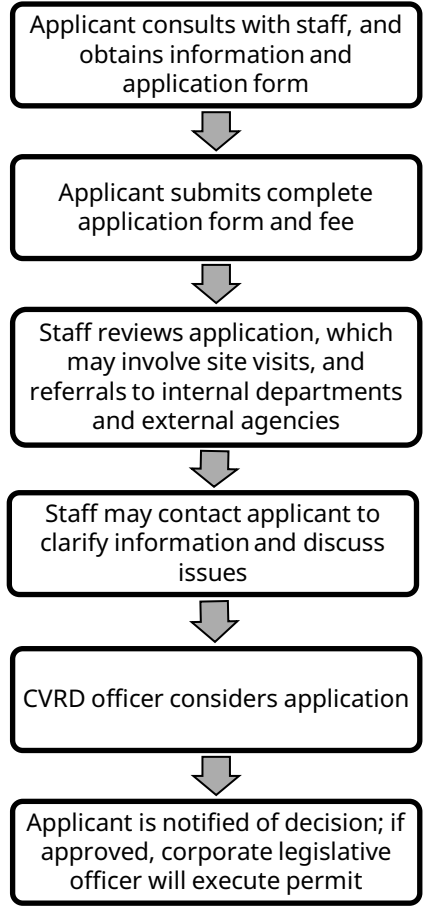 Applicant consults with staff, and
obtains information and
application form
Applicant submits complete
application form and fee
Staff reviews application, which
may involve site visits, and
referrals to internal departments
and external agencies
Staff may contact applicant to
clarify information and discuss
issues
CVRD officer considers application
Applicant is notified of decision; if
approved, corporate legislative
officer will execute permit